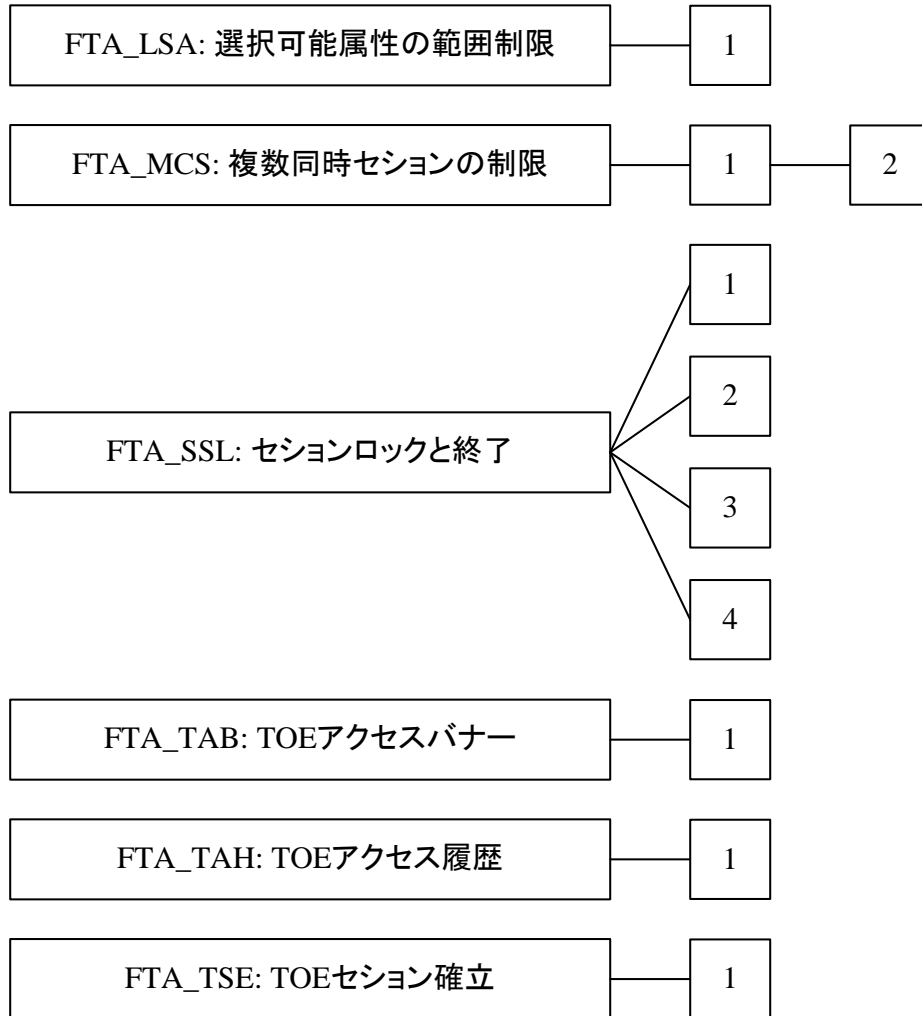 FTA_LSA: 選択可能属性の範囲制限 1
FTA_MCS: 複数同時セションの制限 1 2
1
2
FTA_SSL: セションロックと終了
3
4
FTA_TAB: TOEアクセスバナー 1
FTA_TAH: TOEアクセス履歴 1
FTA_TSE: TOEセション確立 1